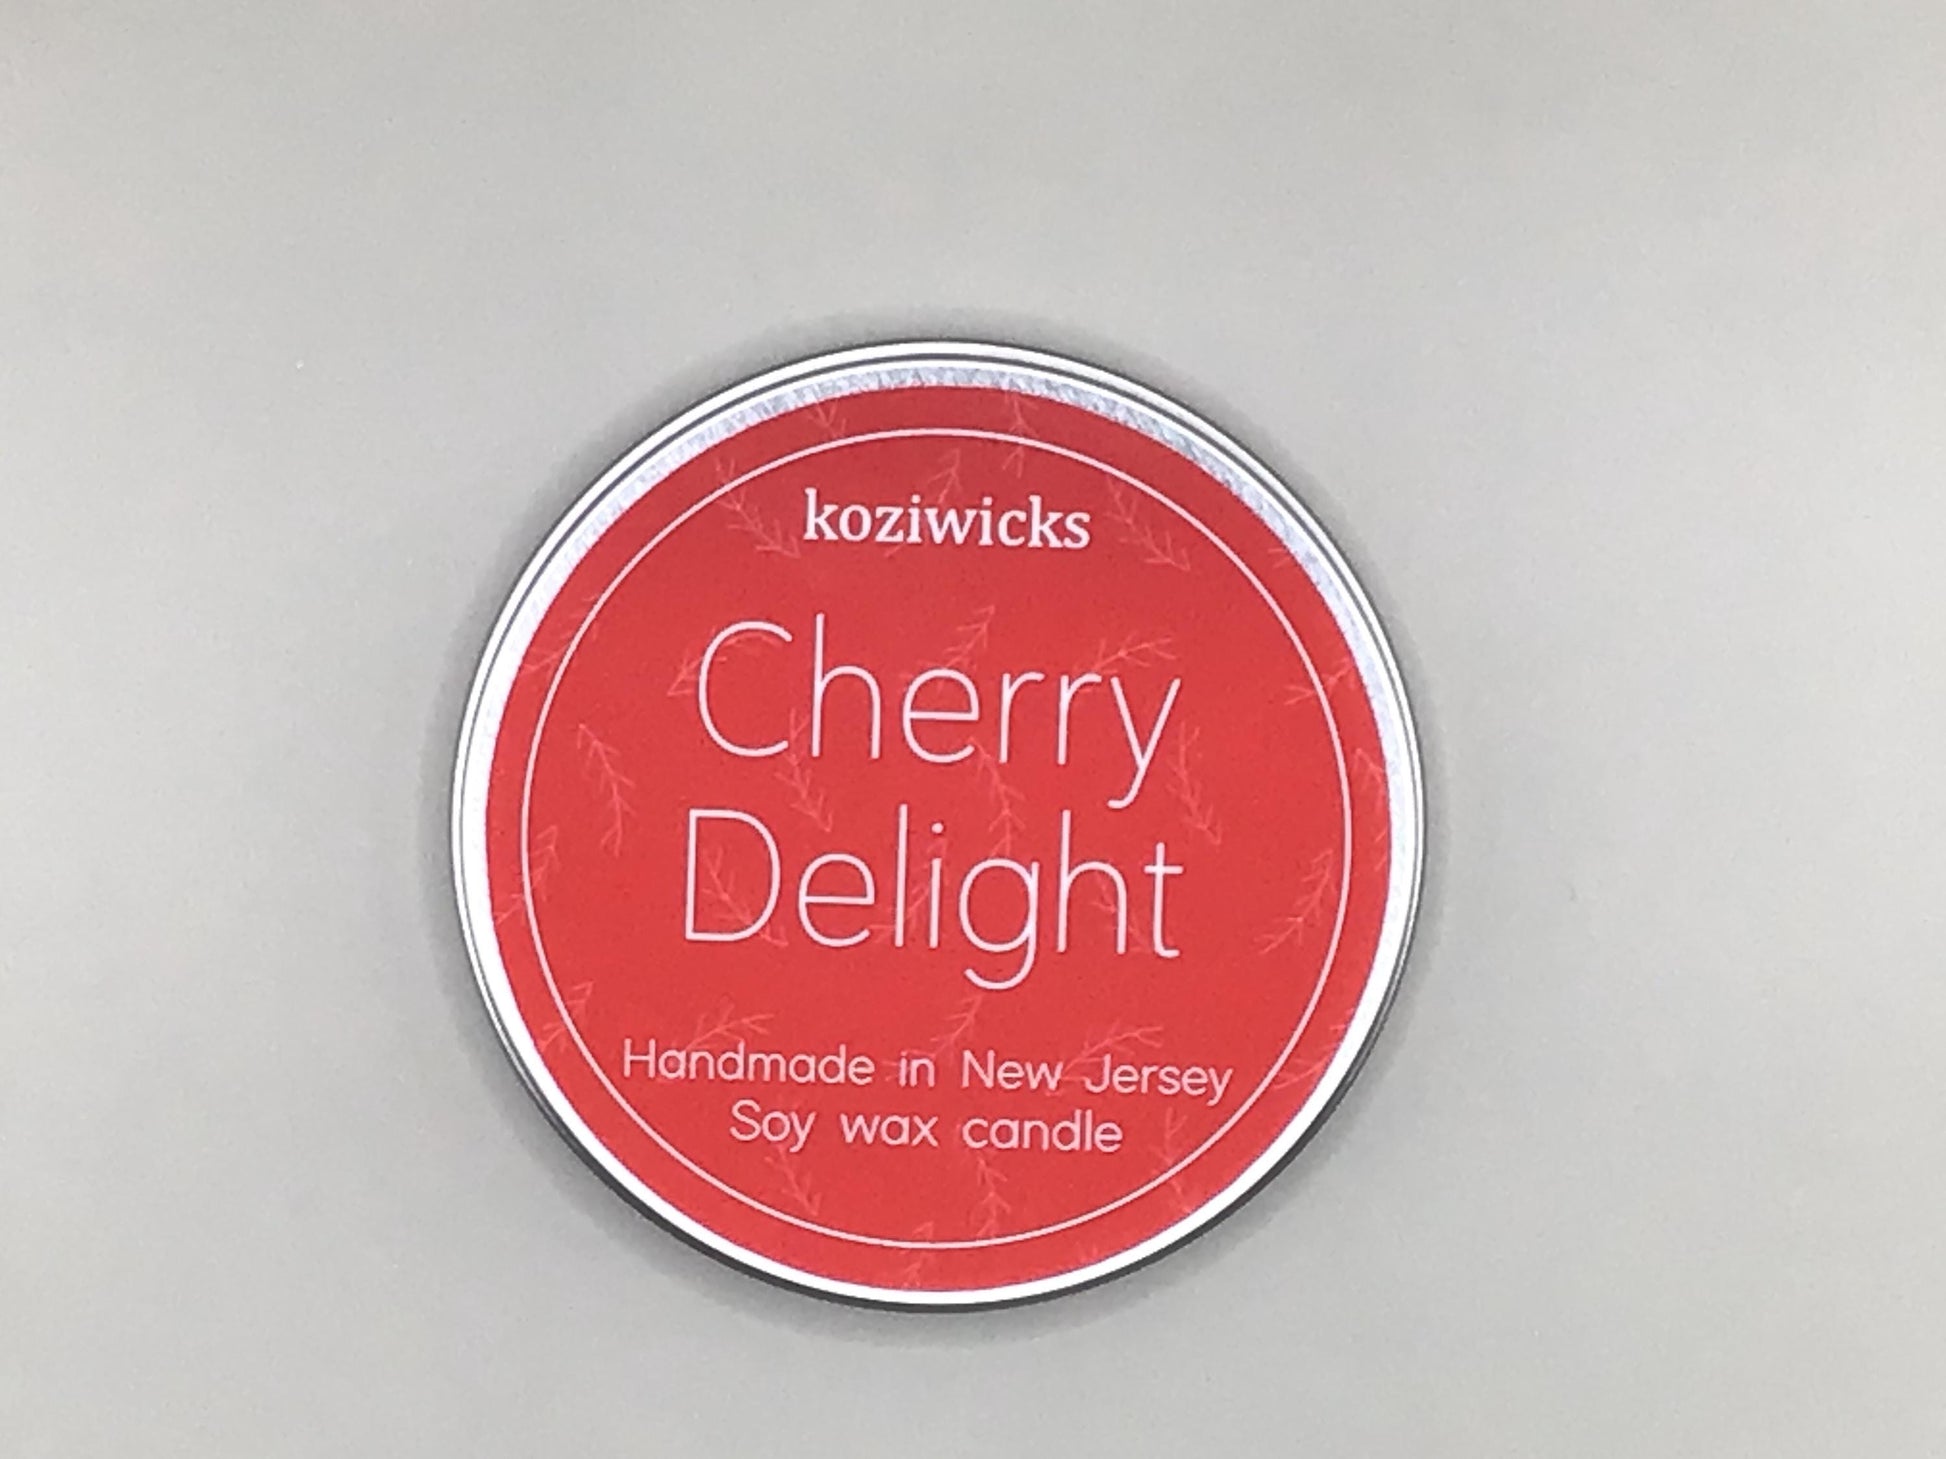 koziwicks
Cherry
Delight
Handmade in New Jersey
Soy wax candle